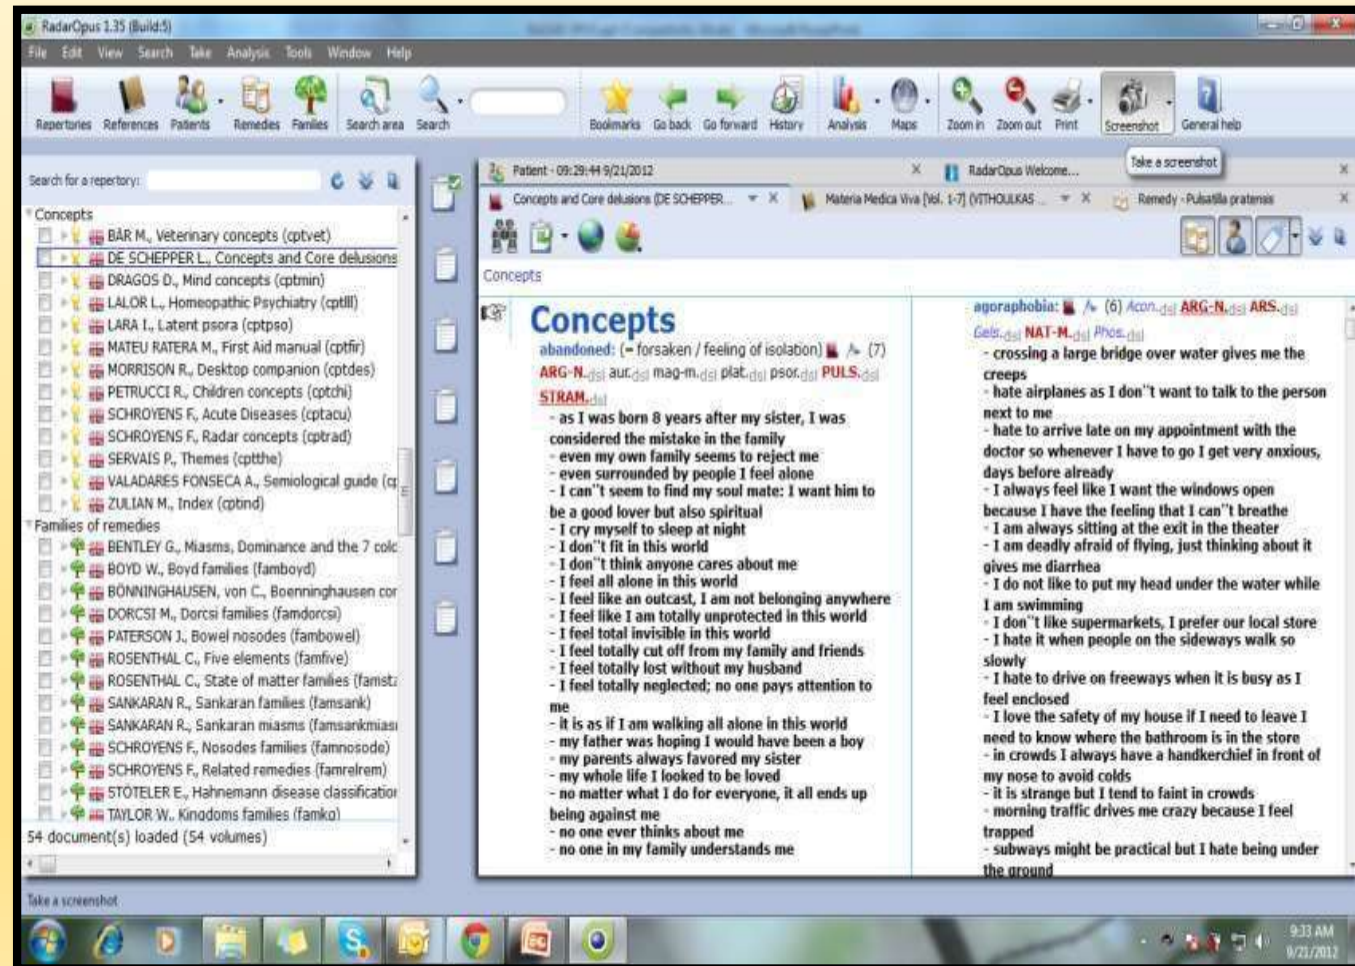 RadarOpus 1.35 (Build:5)
File Edit View Search Take Analysis Tools Window Help
Repertories References Patients Remedies Families Search area Search Bookmarks Go back Go forward History Analysis Maps Zoom in Zoom out Print Screenshot General help
Take a screenshot
Search for a repertory:
Concepts
BÄR M., Veterinary concepts (cptvet)
DE SCHEPPER L., Concepts and Core delusions
DRAGOS D., Mind concepts (cptmin)
LALOR L., Homeopathic Psychiatry (cptlll)
LARA I., Latent psora (cptpso)
MATEU RATERA M., First Aid manual (cptfir)
MORRISON R., Desktop companion (cptdes)
PETRUCCI R., Children concepts (cptchi)
SCHROYENS F., Acute Diseases (cptacu)
SCHROYENS F., Radar concepts (cptrad)
SERVAIS P., Themes (cptthe)
VALADARES FONSECA A., Semiological guide (cp
ZULIAN M., Index (cptind)
Families of remedies
BENTLEY G., Miasms, Dominance and the 7 colo
BOYD W., Boyd families (famboyd)
BÖNNINGHAUSEN, von C., Boenninghausen cor
DORCSI M., Dorcsi families (famdorcsi)
PATERSON J., Bowel nosodes (fambowel)
ROSENTHAL C., Five elements (famfive)
ROSENTHAL C., State of matter families (famsta
SANKARAN R., Sankaran families (famsank)
SANKARAN R., Sankaran miasms (famsankmiasm
SCHROYENS F., Nosodes families (famnosode)
SCHROYENS F., Related remedies (famrelrem)
STÖTELER E., Hahnemann disease classification
TAYLOR W., Kingdoms families (famko)
54 document(s) loaded (54 volumes)
Patient - 09:29:44 9/21/2012
RadarOpus Welcome...
Concepts and Core delusions (DE SCHEPPER...
Materia Medica Viva [Vol. 1-7] (VITHOULKAS ...
Remedy - Pulsatilla pratensis
Concepts
Concepts
abandoned: (= forsaken / feeling of isolation) (7)
ARG-N.dsl aur.dsl mag-m.dsl plat.dsl psor.dsl PULS.dsl
STRAM.dsl
- as I was born 8 years after my sister, I was
considered the mistake in the family
- even my own family seems to reject me
- even surrounded by people I feel alone
- I can"t seem to find my soul mate: I want him to
be a good lover but also spiritual
- I cry myself to sleep at night
- I don"t fit in this world
- I don"t think anyone cares about me
- I feel all alone in this world
- I feel like an outcast, I am not belonging anywhere
- I feel like I am totally unprotected in this world
- I feel total invisible in this world
- I feel totally cut off from my family and friends
- I feel totally lost without my husband
- I feel totally neglected; no one pays attention to
me
- it is as if I am walking all alone in this world
- my father was hoping I would have been a boy
- my parents always favored my sister
- my whole life I looked to be loved
- no matter what I do for everyone, it all ends up
being against me
- no one ever thinks about me
- no one in my family understands me
agoraphobia: (6) Acon.dsl ARG-N.dsl ARS.dsl
Gels.dsl NAT-M.dsl Phos.dsl
- crossing a large bridge over water gives me the
creeps
- hate airplanes as I don"t want to talk to the person
next to me
- hate to arrive late on my appointment with the
doctor so whenever I have to go I get very anxious,
days before already
- I always feel like I want the windows open
because I have the feeling that I can"t breathe
- I am always sitting at the exit in the theater
- I am deadly afraid of flying, just thinking about it
gives me diarrhea
- I do not like to put my head under the water while
I am swimming
- I don"t like supermarkets, I prefer our local store
- I hate it when people on the sideways walk so
slowly
- I hate to drive on freeways when it is busy as I
feel enclosed
- I love the safety of my house if I need to leave I
need to know where the bathroom is in the store
- in crowds I always have a handkerchief in front of
my nose to avoid colds
- it is strange but I tend to faint in crowds
- morning traffic drives me crazy because I feel
trapped
- subways might be practical but I hate being under
the ground
Take a screenshot
9:33 AM
9/21/2012